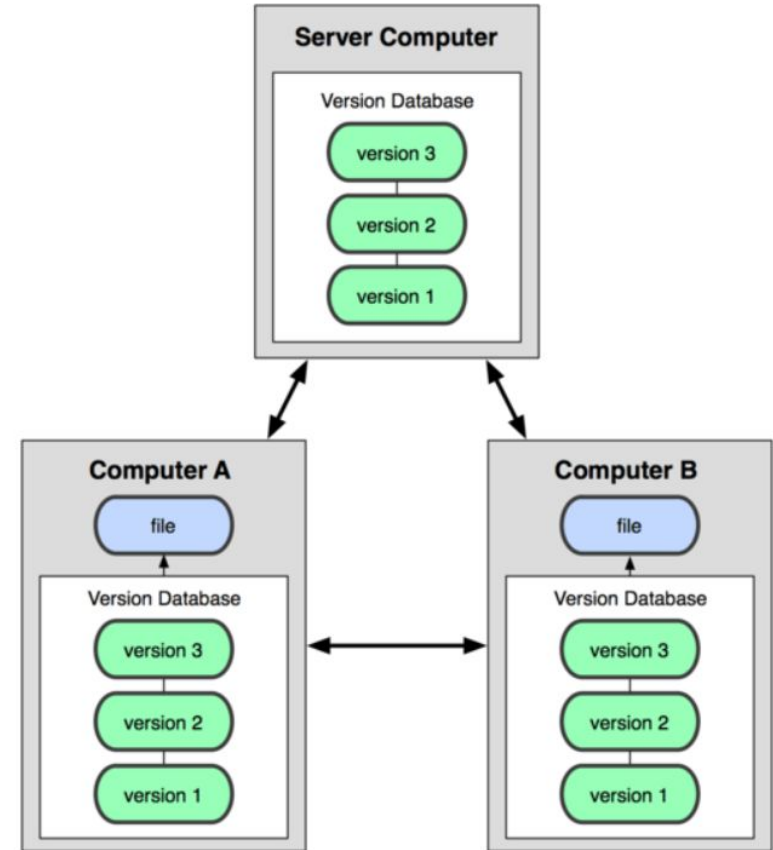 Server Computer
Version Database
version 3
version 2
version 1
Computer A
file
Version Database
version 3
version 2
version 1
Computer B
file
Version Database
version 3
version 2
version 1